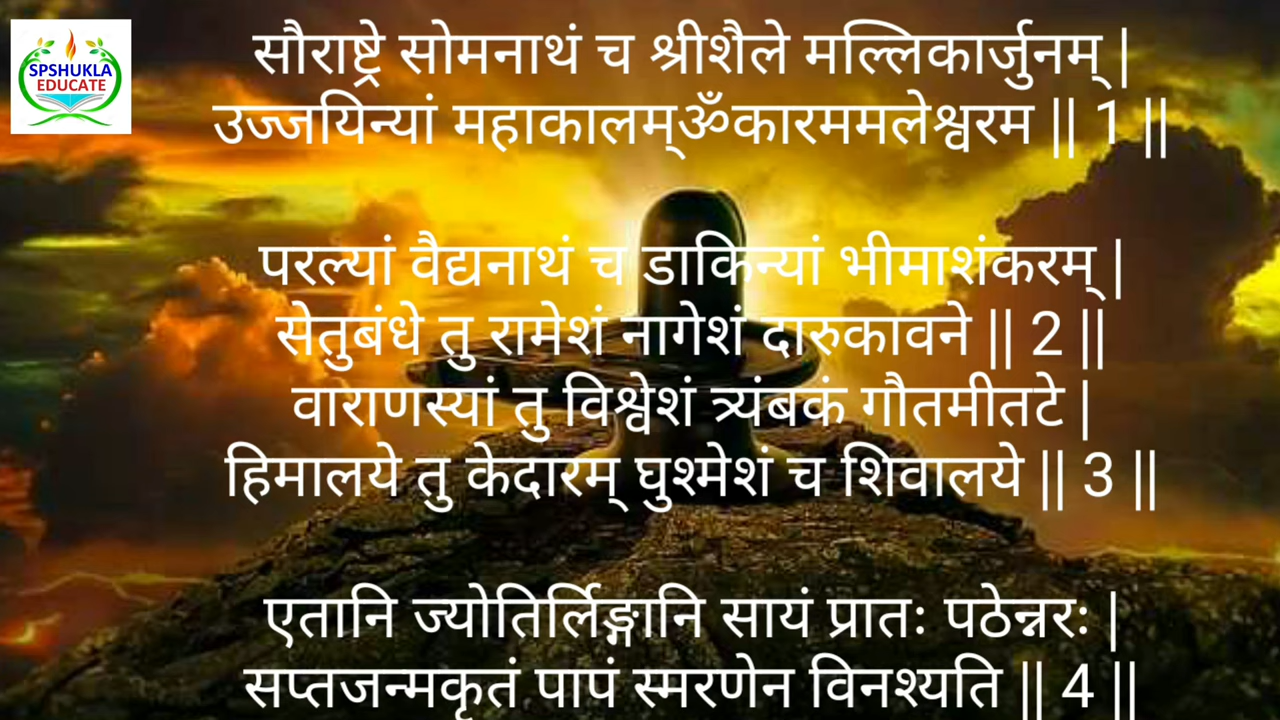 SPSHUKLA
EDUCATE
सौराष्ट्रे सोमनाथं च श्रीशैले मल्लिकार्जुनम् |
उज्जयिन्यां महाकालम्ॐकारममलेश्वरम || 1 ||
परल्यां वैद्यनाथं च डाकिन्यां भीमाशंकरम् |
सेतुबंधे तु रामेशं नागेशं दारुकावने || 2 ||
वाराणस्यां तु विश्वेशं त्र्यंबकं गौतमीतटे |
हिमालये तु केदारम् घुश्मेशं च शिवालये || 3 ||
एतानि ज्योतिर्लिङ्गानि सायं प्रातः पठेन्नरः |
सप्तजन्मकृतं पापं स्मरणेन विनश्यति || 4 ||